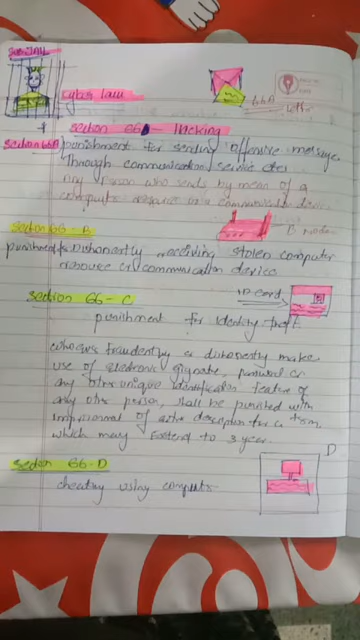 Cyber law
66A
letter
Section 66 - Hacking
Section 66A punishment for sending offensive message
Through communication service etc.
Any person who sends by mean of a
computer resource or a communication device
Section 66-B
punishment for Dishonestly receiving stolen computer
resource or communication device
ID card
Section 66-C
punishment for identity theft
whoever fraudently or dishonestly make
use of electronic signature, password or
any other unique identification feature of
any other person, shall be punished with
of either description for a term
which may Extend to 3 year
Section 66-D
D
cheating using computer